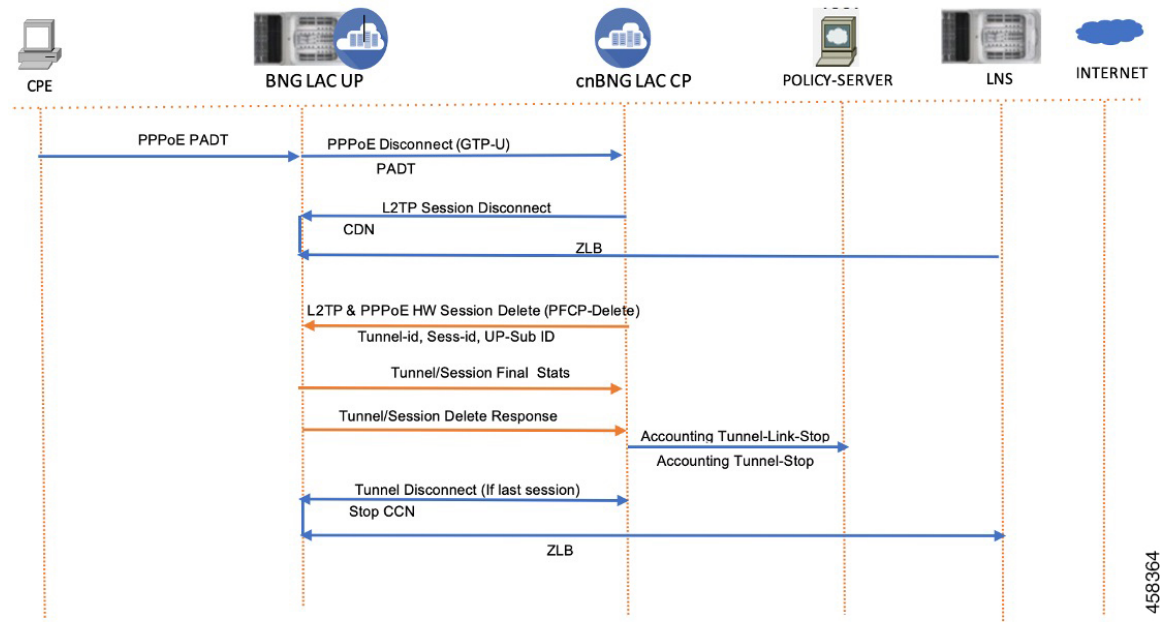 CPE
BNG LAC UP
cnBNG LAC CP
POLICY-SERVER
LNS
INTERNET
PPPoE PADT
PPPoE Disconnect (GTP-U)
PADT
L2TP Session Disconnect
CDN
ZLB
L2TP & PPPoE HW Session Delete (PFCP-Delete)
Tunnel-id, Sess-id, UP-Sub ID
Tunnel/Session Final Stats
Tunnel/Session Delete Response
Accounting Tunnel-Link-Stop
Accounting Tunnel-Stop
Tunnel Disconnect (If last session)
Stop CCN
ZLB
458364